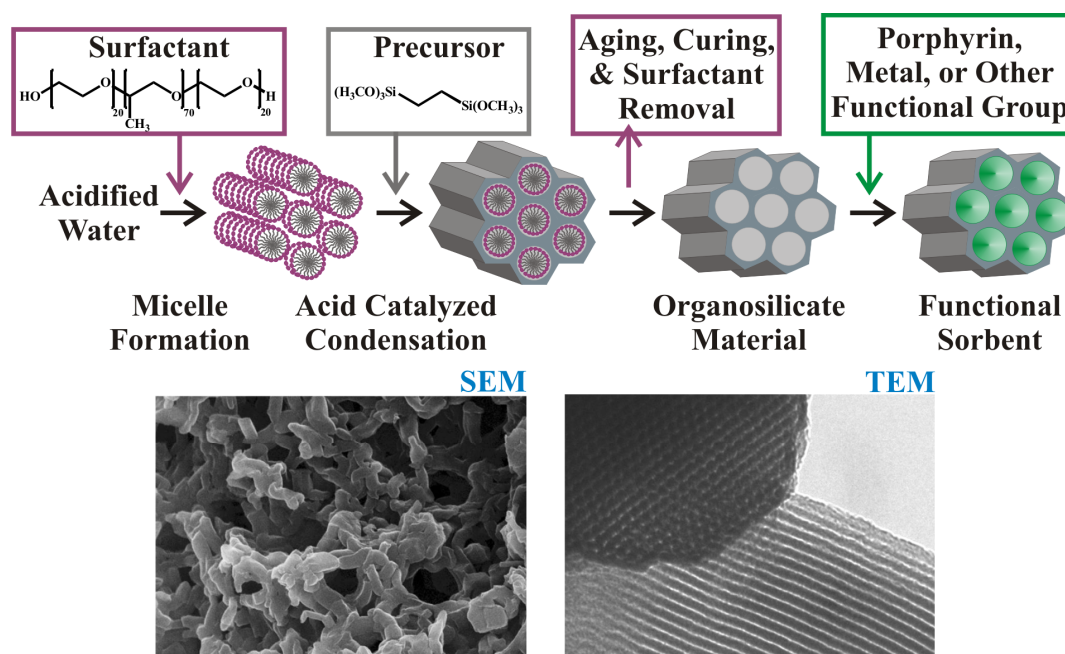 Surfactant
HO
O
20
CH3
O
70
O
H
20
Precursor
(H3CO)3Si
Si(OCH3)3
Aging, Curing,
& Surfactant
Removal
Porphyrin,
Metal, or Other
Functional Group
Acidified
Water
Micelle
Formation
Acid Catalyzed
Condensation
Organosilicate
Material
Functional
Sorbent
SEM
TEM